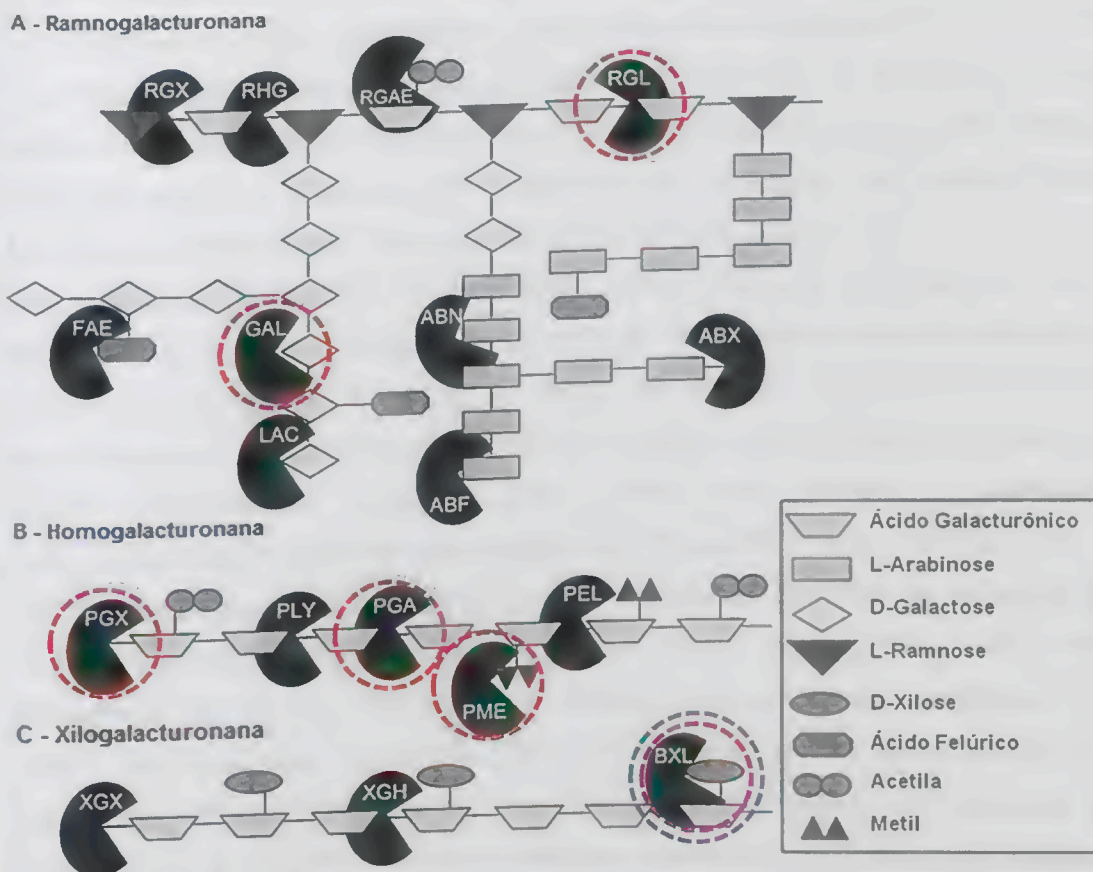 A - Ramnogalacturonana
RGX
RHG
RGAE
RGL
FAE
GAL
ABN
ABX
LAC
ABF
B - Homogalacturonana
PGX
PLY
PGA
PEL
PME
C - Xilogalacturonana
XGX
XGH
BXL
Ácido Galacturônico
L-Arabinose
D-Galactose
L-Ramnose
D-Xilose
Ácido Felúrico
Acetila
Metil